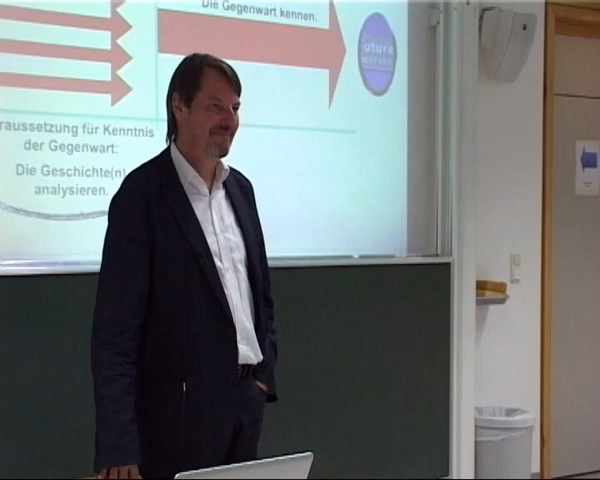 Die Gegenwart kennen.
uture
raussetzung für Kenntnis
der Gegenwart:
Die Geschichte(n)
analysieren.